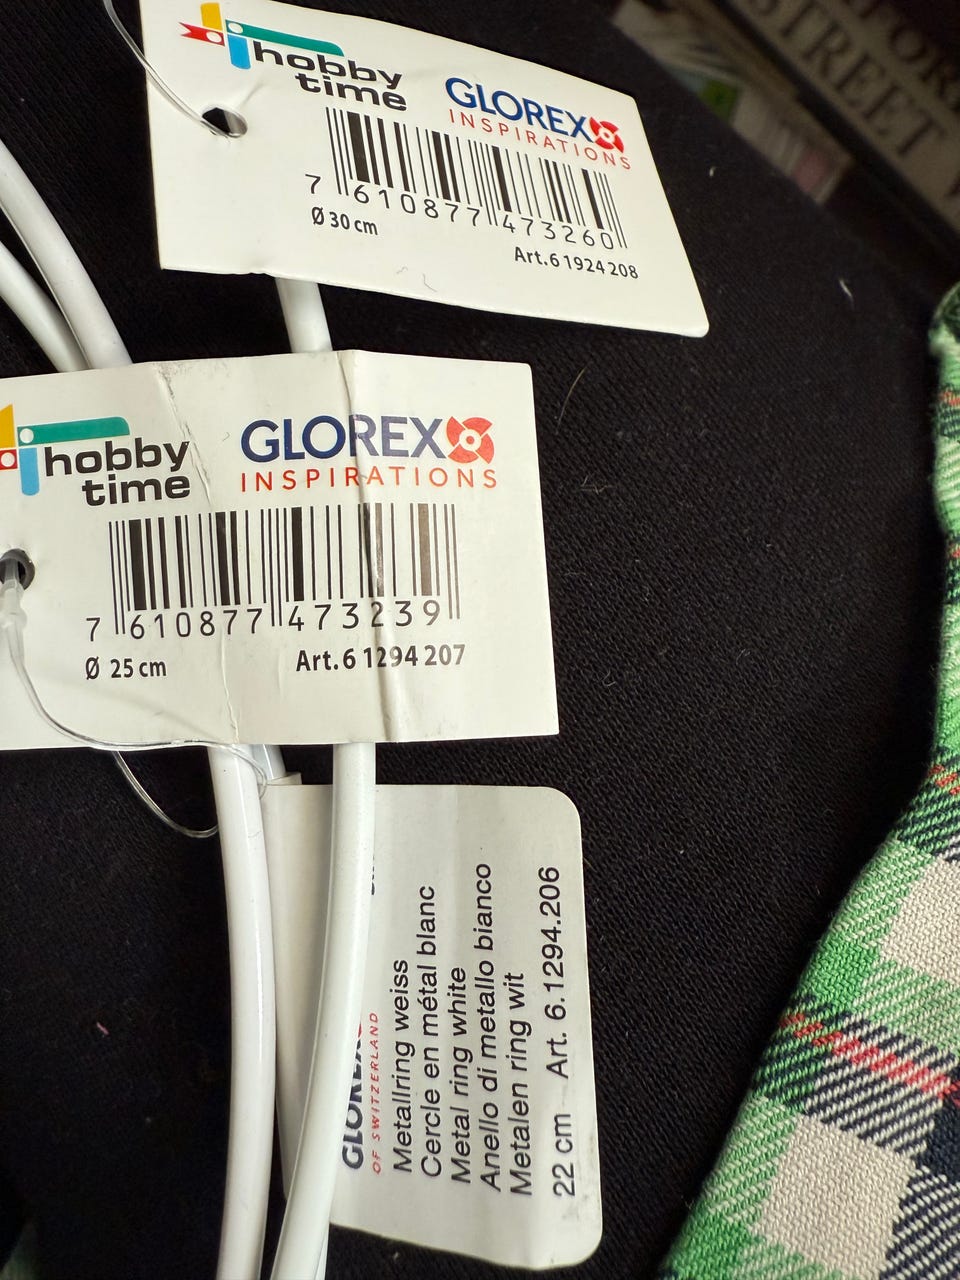 hobby
time
GLOREX
INSPIRATIONS
7 610877 473260
Ø 30 cm
Art. 6 1924 208
hobby
time
GLOREX
INSPIRATIONS
7 610877 473239
Ø 25 cm
Art. 6 1294 207
GLOREX
OF SWITZERLAND
Metallring weiss
Cercle en métal blanc
Metal ring white
Anello di metallo bianco
Metalen ring wit
22 cm Art. 6.1294.206
STREET